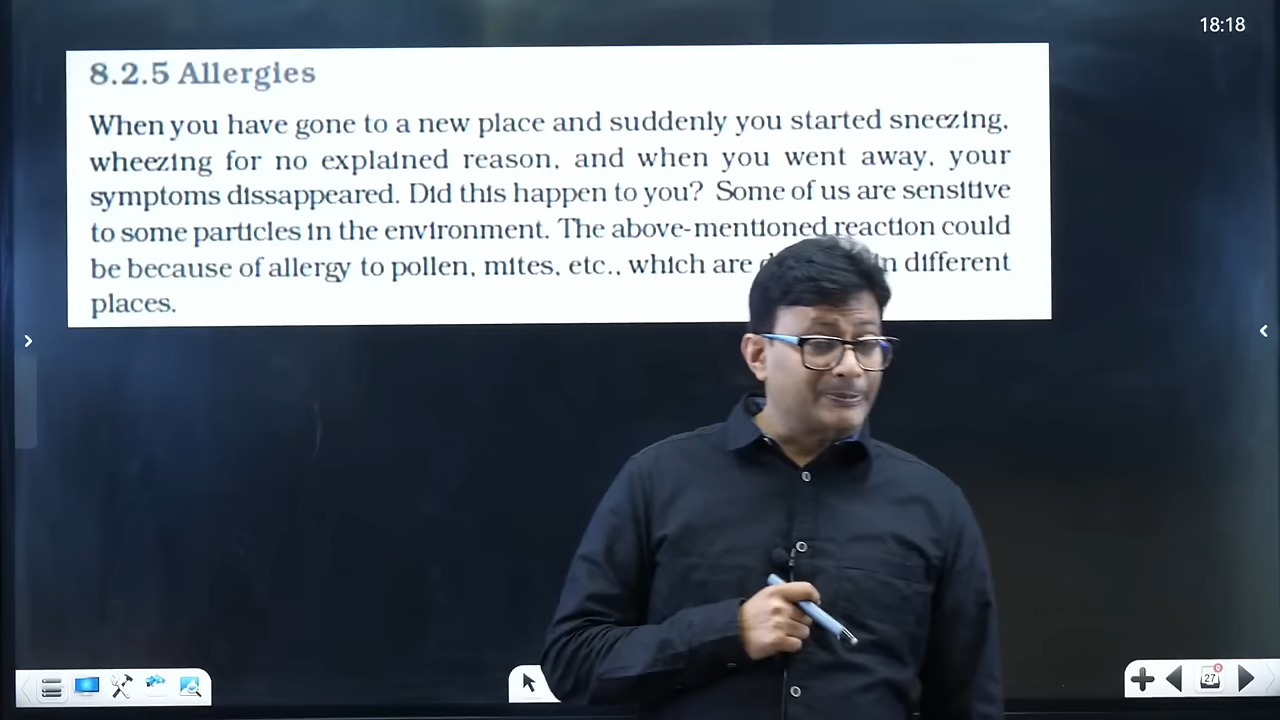 18:18
8.2.5 Allergies
When you have gone to a new place and suddenly you started sneezing,
wheezing for no explained reason, and when you went away, your
symptoms dissappeared. Did this happen to you? Some of us are sensitive
to some particles in the environment. The above-mentioned reaction could
be because of allergy to pollen, mites, etc., which are in different
places.
27